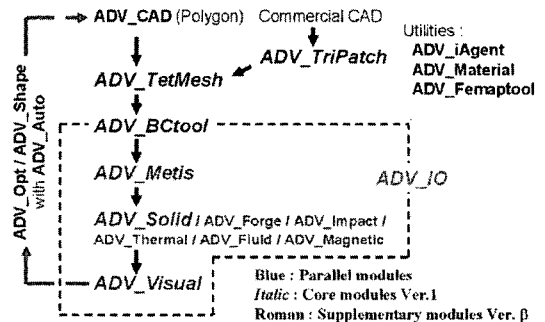 ADV_CAD (Polygon)
Commercial CAD
Utilities :
ADV_iAgent
ADV_Material
ADV_Femaptool
ADV_TriPatch
ADV_TetMesh
ADV_BCtool
ADV_Metis
ADV_IO
ADV_Solid / ADV_Forge / ADV_Impact /
ADV_Thermal / ADV_Fluid / ADV_Magnetic
ADV_Visual
ADV_Opt / ADV_Shape
with ADV_Auto
Blue : Parallel modules
Italic : Core modules Ver.1
Roman : Supplementary modules Ver. β